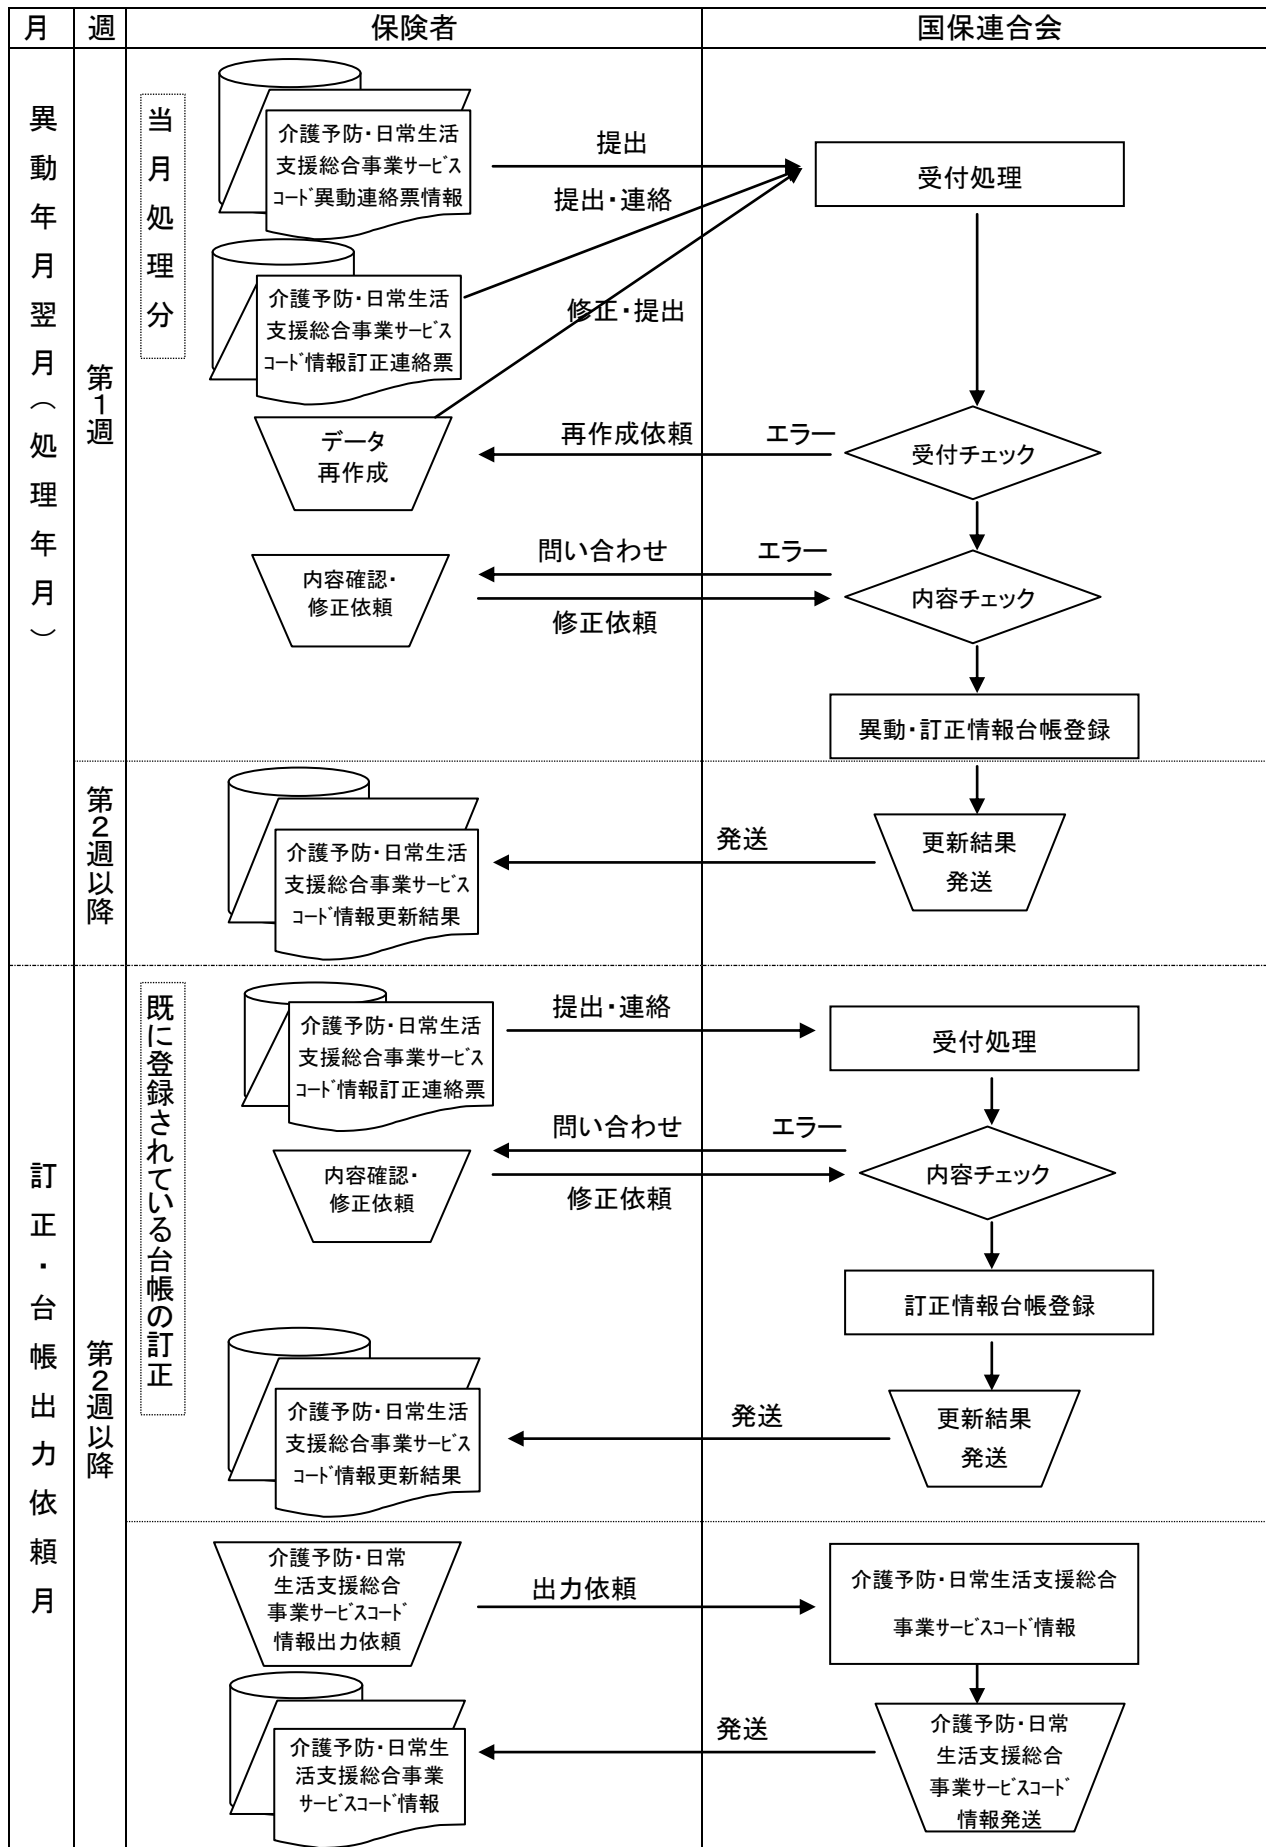 月
週
保険者
国保連合会
異動年月翌月（処理年月）
第1週
当月処理分
介護予防・日常生活
支援総合事業サービス
コード異動連絡票情報
提出
受付処理
提出・連絡
介護予防・日常生活
支援総合事業サービス
コード情報訂正連絡票
修正・提出
データ
再作成
再作成依頼
エラー
受付チェック
内容確認・
修正依頼
問い合わせ
エラー
修正依頼
内容チェック
異動・訂正情報台帳登録
第2週以降
介護予防・日常生活
支援総合事業サービス
コード情報更新結果
発送
更新結果
発送
訂正・台帳出力依頼月
第2週以降
既に登録されている台帳の訂正
介護予防・日常生活
支援総合事業サービス
コード情報訂正連絡票
提出・連絡
受付処理
内容確認・
修正依頼
問い合わせ
エラー
修正依頼
内容チェック
訂正情報台帳登録
介護予防・日常生活
支援総合事業サービス
コード情報更新結果
発送
更新結果
発送
介護予防・日常
生活支援総合
事業サービスコード
情報出力依頼
出力依頼
介護予防・日常生活支援総合
事業サービスコード情報
介護予防・日常生
活支援総合事業
サービスコード情報
発送
介護予防・日常
生活支援総合
事業サービスコード
情報発送